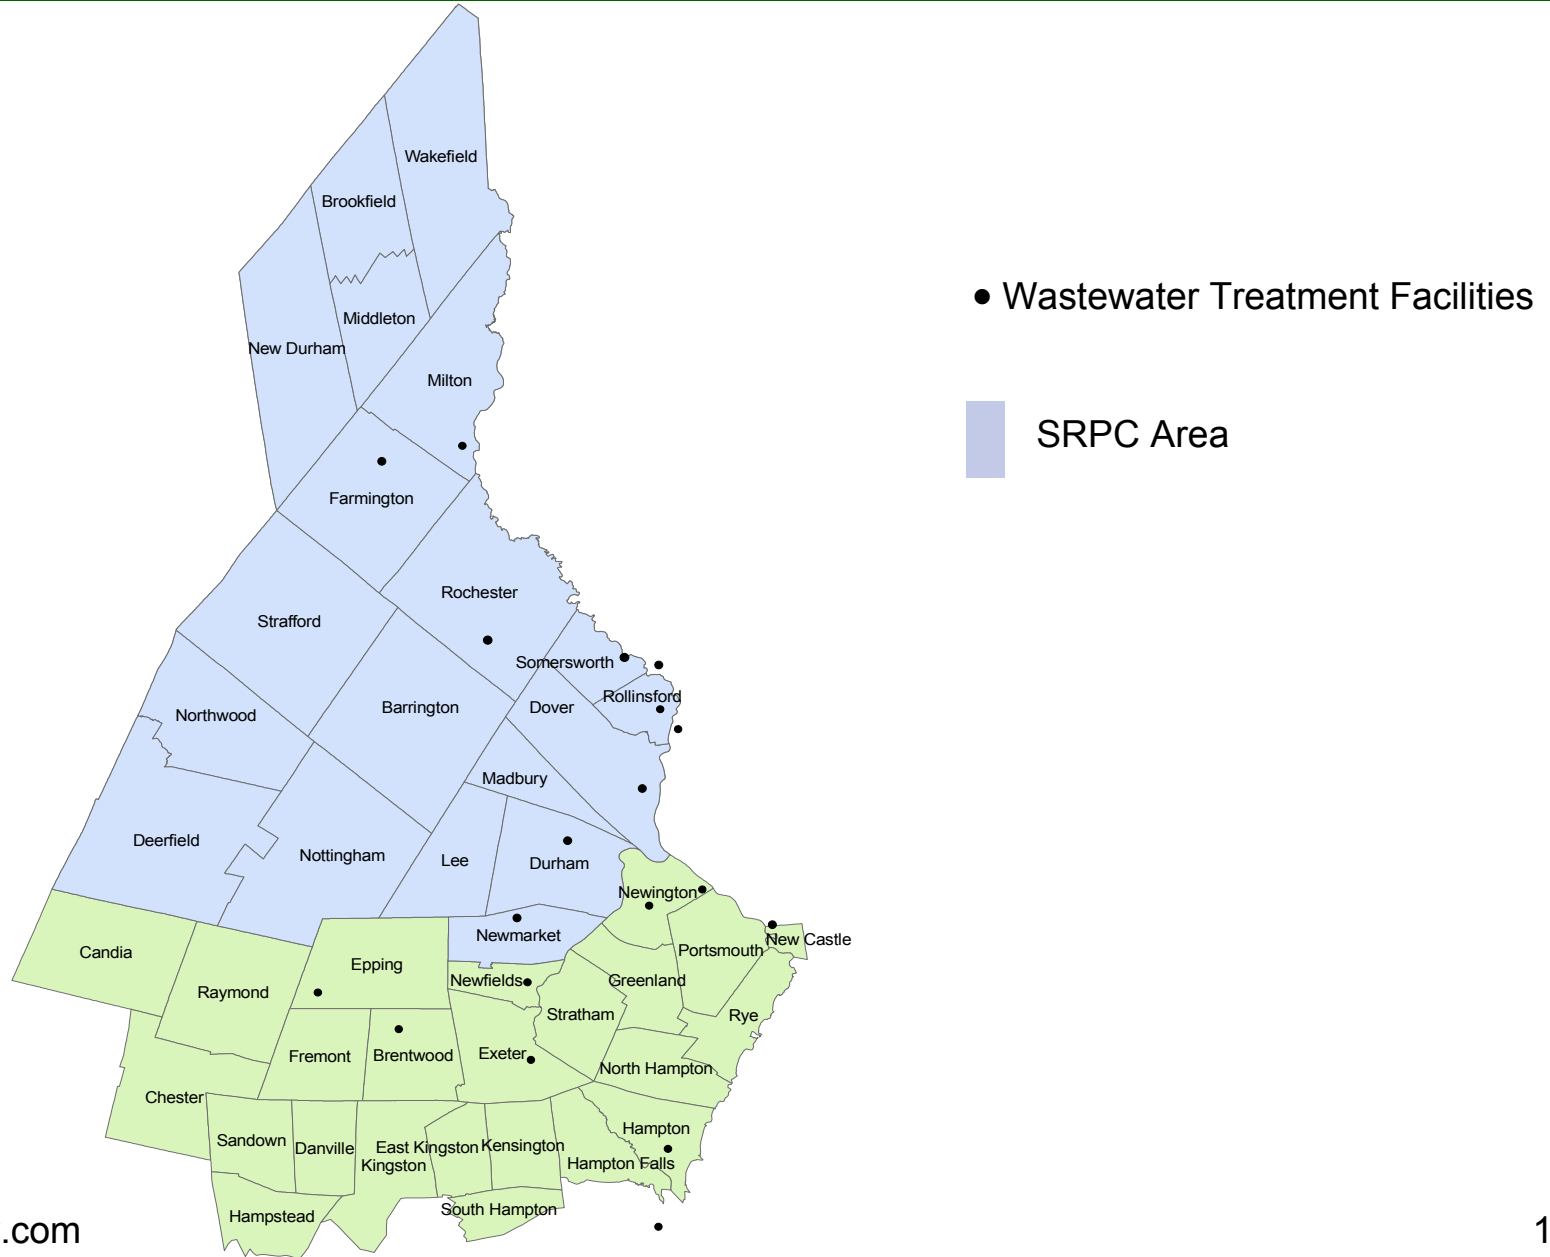 Wakefield
Brookfield
Wastewater Treatment Facilities
Middleton
New Durham
Milton
SRPC Area
Farmington
Rochester
Strafford
Somersworth
Rollinsford
Northwood
Barrington
Dover
Madbury
Deerfield
Nottingham
Lee
Durham
Newington
Newmarket
New Castle
Candia
Portsmouth
Epping
Newfields
Greenland
Raymond
Stratham
Rye
Fremont
Brentwood
Exeter
North Hampton
Chester
Hampton
Sandown
Danville
East Kingston
Kensington
Kingston
Hampton Falls
South Hampton
Hampstead
.com
1